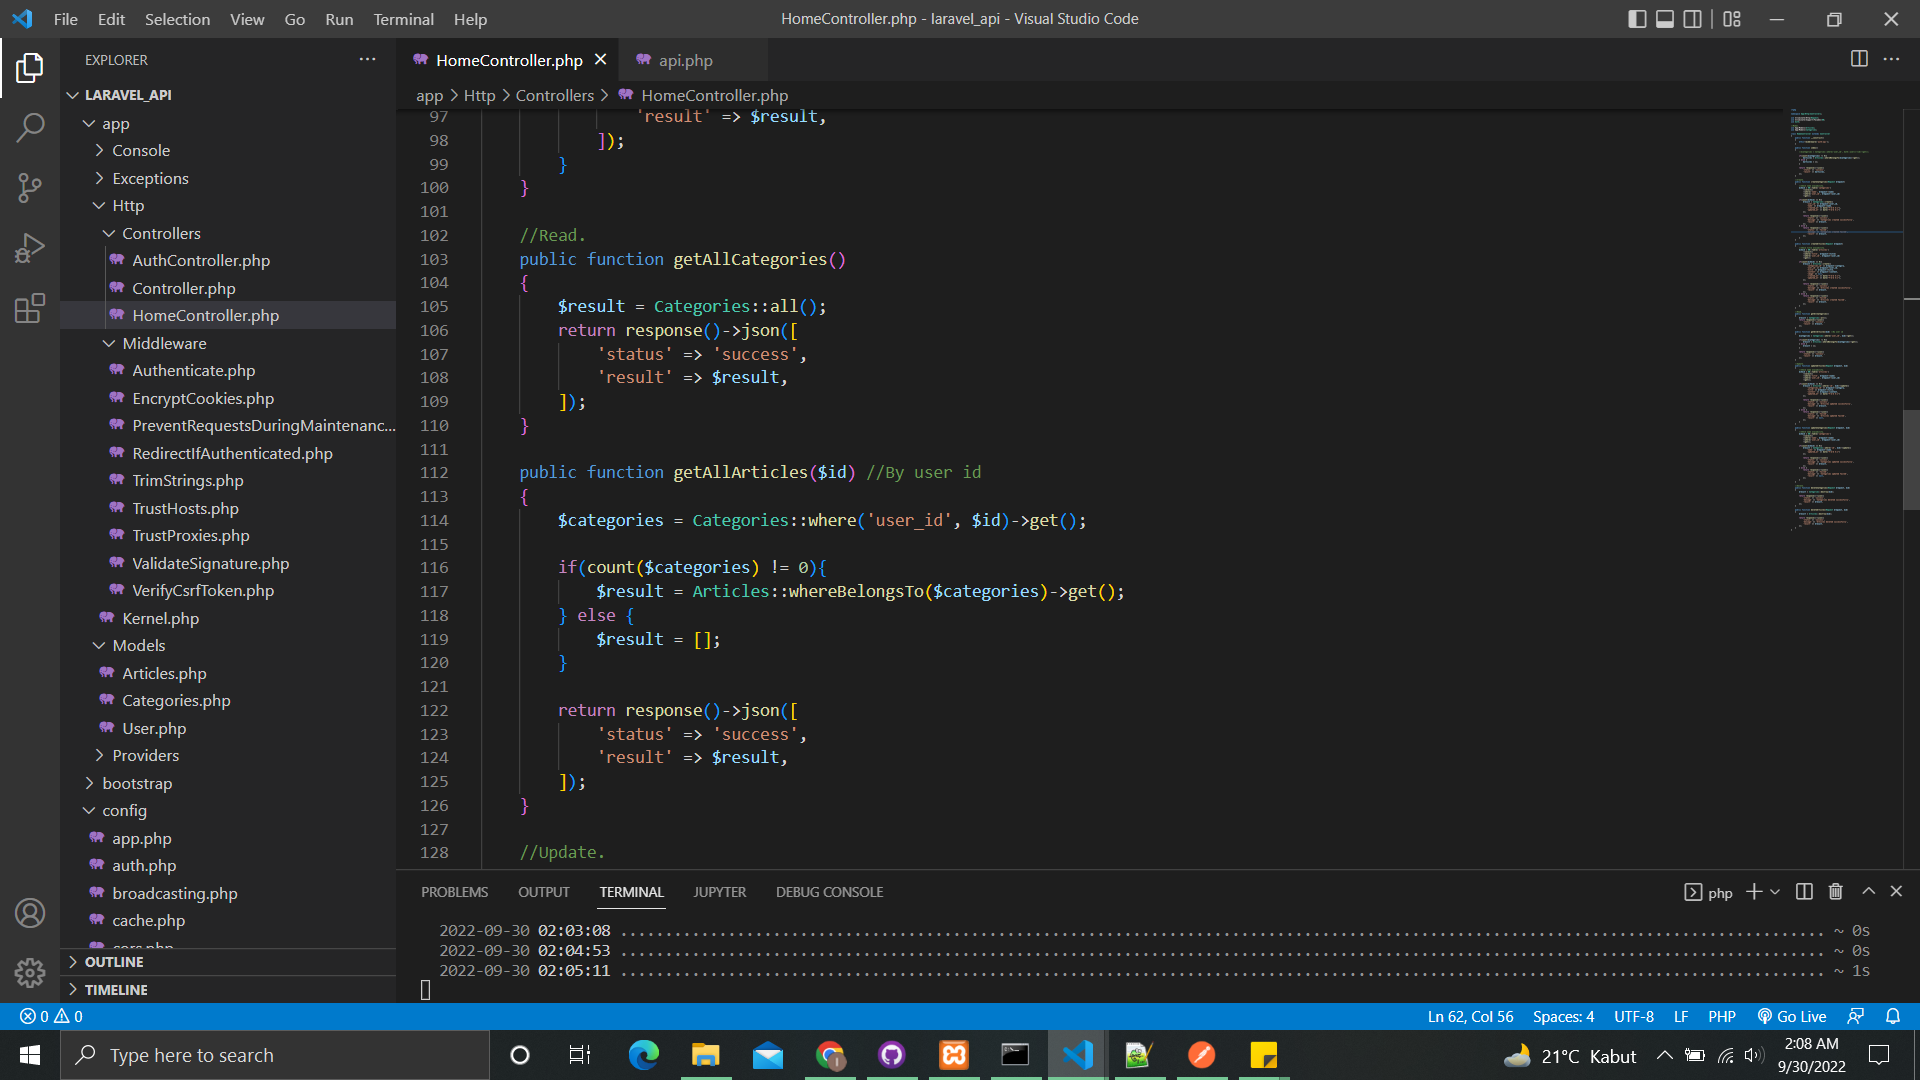 File Edit Selection View Go Run Terminal Help
HomeController.php - laravel_api - Visual Studio Code
EXPLORER
LARAVEL_API
app
Console
Exceptions
Http
Controllers
AuthController.php
Controller.php
HomeController.php
Middleware
Authenticate.php
EncryptCookies.php
PreventRequestsDuringMaintenanc...
RedirectIfAuthenticated.php
TrimStrings.php
TrustHosts.php
TrustProxies.php
ValidateSignature.php
VerifyCsrfToken.php
Kernel.php
Models
Articles.php
Categories.php
User.php
Providers
bootstrap
config
app.php
auth.php
broadcasting.php
cache.php
cors.php
OUTLINE
TIMELINE
HomeController.php
api.php
app > Http > Controllers > HomeController.php
97 'result' => $result,
98 ]);
99 }
100 }
101
102 //Read.
103 public function getAllCategories()
104 {
105 $result = Categories::all();
106 return response()->json([
107 'status' => 'success',
108 'result' => $result,
109 ]);
110 }
111
112 public function getAllArticles($id) //By user id
113 {
114 $categories = Categories::where('user_id', $id)->get();
115
116 if(count($categories) != 0){
117 $result = Articles::whereBelongsTo($categories)->get();
118 } else {
119 $result = [];
120 }
121
122 return response()->json([
123 'status' => 'success',
124 'result' => $result,
125 ]);
126 }
127
128 //Update.
PROBLEMS OUTPUT TERMINAL JUPYTER DEBUG CONSOLE
php
2022-09-30 02:03:08 ~ 0s
2022-09-30 02:04:53 ~ 0s
2022-09-30 02:05:11 ~ 1s
0 0
Ln 62, Col 56 Spaces: 4 UTF-8 LF PHP Go Live
Type here to search
21°C Kabut
2:08 AM
9/30/2022